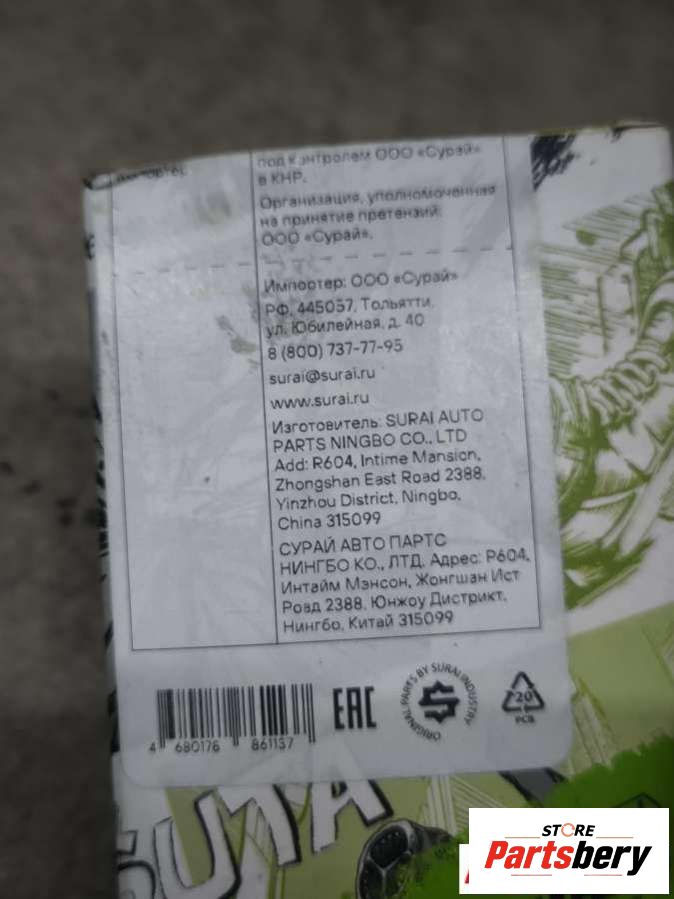 под контролем ООО «Сурай»
в КНР.
Организация, уполномоченная
на принятие претензий:
ООО «Сурай».
Импортер: ООО «Сурай»
РФ, 445057, Тольятти,
ул. Юбилейная, д. 40
8 (800) 737-77-95
surai@surai.ru
www.surai.ru
Изготовитель: SURAI AUTO
PARTS NINGBO CO., LTD
Add: R604, Intime Mansion,
Zhongshan East Road 2388,
Yinzhou District, Ningbo,
China 315099
СУРАЙ АВТО ПАРТС
НИНГБО КО., ЛТД. Адрес: Р604,
Интайм Мэнсон, Жонгшан Ист
Роад 2388, Юнжоу Дистрикт,
Нингбо, Китай 315099
EAC
ORIGINAL PARTS BY SURAI INDUSTRY
20
PCB
4 680178 861137
STORE
Partsbery